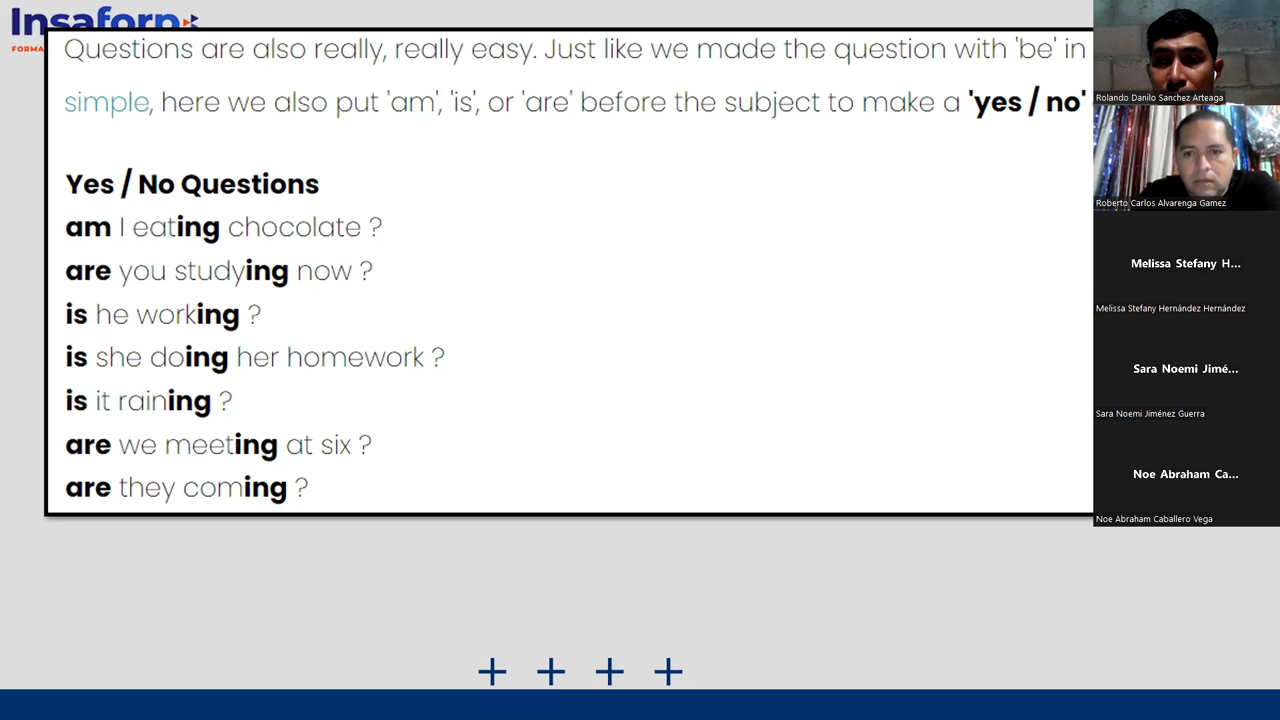 Insaforp
FORMA
Questions are also really, really easy. Just like we made the question with 'be' in
simple, here we also put 'am', 'is', or 'are' before the subject to make a 'yes / no'
Yes / No Questions
am I eating chocolate ?
are you studying now ?
is he working ?
is she doing her homework ?
is it raining ?
are we meeting at six ?
are they coming ?
Rolando Danilo Sanchez Arteaga
Roberto Carlos Alvarenga Gamez
Melissa Stefany H...
Melissa Stefany Hernández Hernández
Sara Noemi Jimé...
Sara Noemi Jiménez Guerra
Noe Abraham Ca...
Noe Abraham Caballero Vega